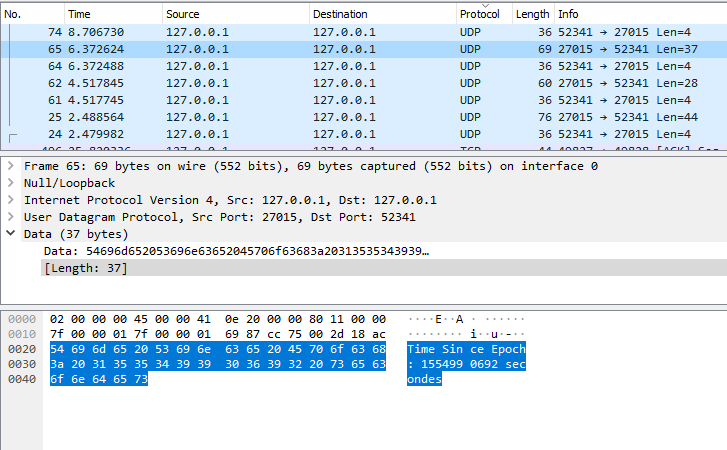 No. Time Source Destination Protocol Length Info
74 8.706730 127.0.0.1 127.0.0.1 UDP 36 52341 → 27015 Len=4
65 6.372624 127.0.0.1 127.0.0.1 UDP 69 27015 → 52341 Len=37
64 6.372488 127.0.0.1 127.0.0.1 UDP 36 52341 → 27015 Len=4
62 4.517845 127.0.0.1 127.0.0.1 UDP 60 27015 → 52341 Len=28
61 4.517745 127.0.0.1 127.0.0.1 UDP 36 52341 → 27015 Len=4
25 2.488564 127.0.0.1 127.0.0.1 UDP 76 27015 → 52341 Len=44
24 2.479982 127.0.0.1 127.0.0.1 UDP 36 52341 → 27015 Len=4
127.0.0.1 127.0.0.1 TCP
Frame 65: 69 bytes on wire (552 bits), 69 bytes captured (552 bits) on interface 0
Null/Loopback
Internet Protocol Version 4, Src: 127.0.0.1, Dst: 127.0.0.1
User Datagram Protocol, Src Port: 27015, Dst Port: 52341
Data (37 bytes)
Data: 54696d652053696e63652045706f63683a20313535343939…
[Length: 37]
0000 02 00 00 00 45 00 00 41 0e 20 00 00 80 11 00 00 ····E··A · ······
0010 7f 00 00 01 7f 00 00 01 69 87 cc 75 00 2d 18 ac ········ i··u·-··
0020 54 69 6d 65 20 53 69 6e 63 65 20 45 70 6f 63 68 Time Sin ce Epoch
0030 3a 20 31 35 35 34 39 39 30 36 39 32 20 73 65 63 : 155499 0692 sec
0040 6f 6e 64 65 73 ondes